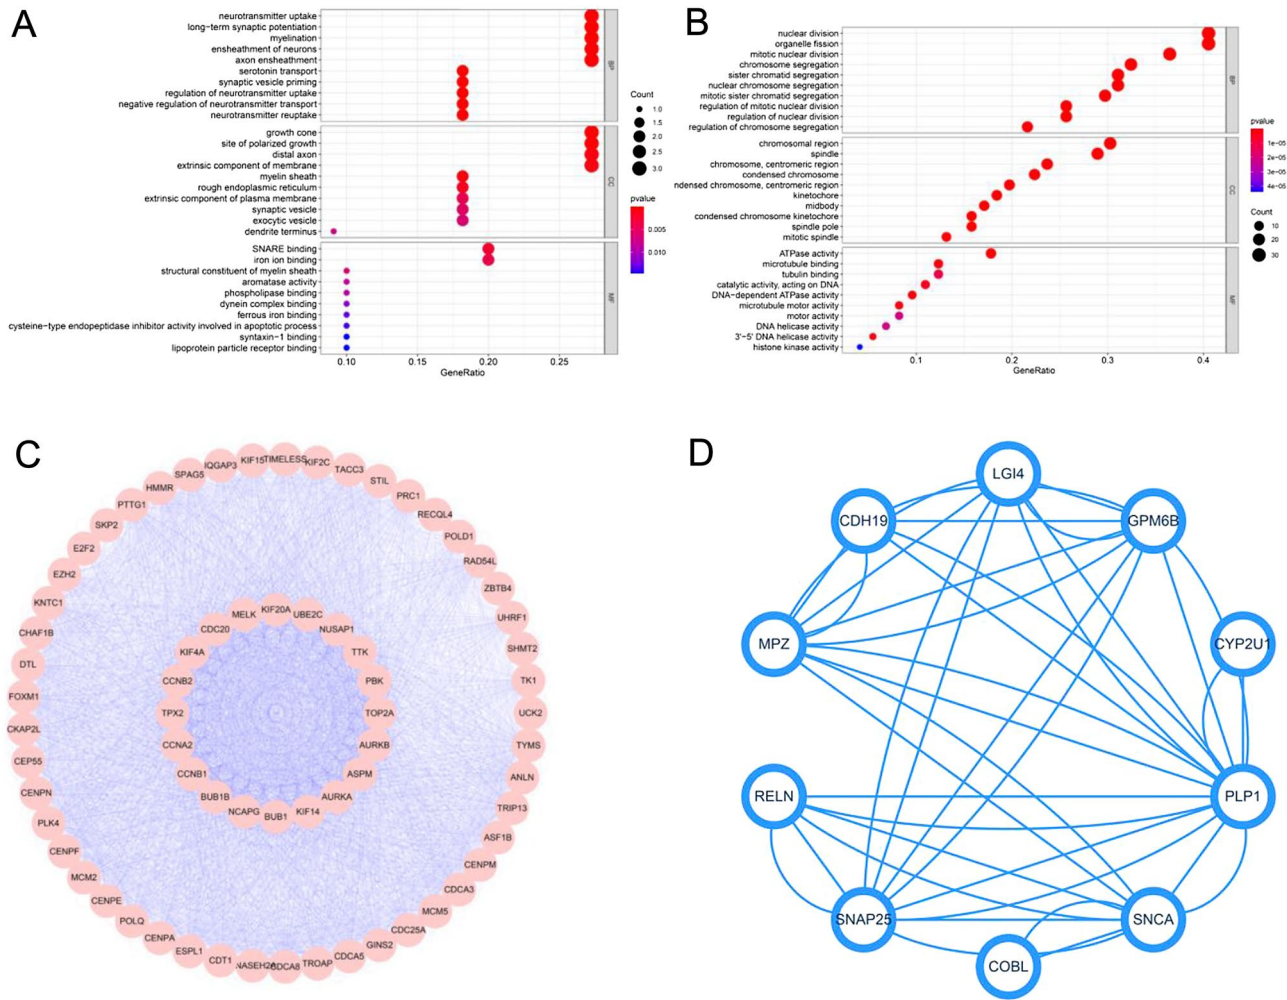 A
neurotransmitter uptake
long-term synaptic potentiation
myelination
ensheathment of neurons
axon ensheathment
serotonin transport
synaptic vesicle priming
regulation of neurotransmitter uptake
negative regulation of neurotransmitter transport
neurotransmitter reuptake
BP
growth cone
site of polarized growth
distal axon
extrinsic component of membrane
myelin sheath
rough endoplasmic reticulum
extrinsic component of plasma membrane
synaptic vesicle
exocytic vesicle
dendrite terminus
CC
SNARE binding
iron ion binding
structural constituent of myelin sheath
aromatase activity
phospholipase binding
dynein complex binding
ferrous iron binding
cysteine-type endopeptidase inhibitor activity involved in apoptotic process
syntaxin-1 binding
lipoprotein particle receptor binding
MF
0.10 0.15 0.20 0.25
GeneRatio
Count
1.0
1.5
2.0
2.5
3.0
pvalue
0.005
0.010
B
nuclear division
organelle fission
mitotic nuclear division
chromosome segregation
sister chromatid segregation
nuclear chromosome segregation
mitotic sister chromatid segregation
regulation of mitotic nuclear division
regulation of nuclear division
regulation of chromosome segregation
BP
chromosomal region
spindle
chromosome, centromeric region
condensed chromosome
ndensed chromosome, centromeric region
kinetochore
midbody
condensed chromosome kinetochore
spindle pole
mitotic spindle
CC
ATPase activity
microtubule binding
tubulin binding
catalytic activity, acting on DNA
DNA-dependent ATPase activity
microtubule motor activity
motor activity
DNA helicase activity
3'-5' DNA helicase activity
histone kinase activity
MF
0.1 0.2 0.3 0.4
GeneRatio
pvalue
1e-05
2e-05
3e-05
4e-05
Count
10
20
30
C
TIMELESS
KIF2C
TACC3
STIL
PRC1
RECQL4
POLD1
RAD54L
ZBTB4
UHRF1
SHMT2
TK1
UCK2
TYMS
ANLN
TRIP13
ASF1B
CENPM
CDCA3
MCM5
CDC25A
GINS2
CDCA5
TROAP
CDCA8
NASEH2A
CDT1
ESPL1
CENPA
POLQ
CENPE
MCM2
CENPF
PLK4
CENPN
CEP55
CKAP2L
FOXM1
DTL
CHAF1B
KNTC1
EZH2
E2F2
SKP2
PTTG1
HMMR
SPAG5
IQGAP3
KIF15
KIF20A
UBE2C
NUSAP1
TTK
PBK
TOP2A
AURKB
ASPM
AURKA
KIF14
BUB1
NCAPG
BUB1B
CCNB1
CCNA2
TPX2
CCNB2
KIF4A
CDC20
MELK
D
LGI4
CDH19
GPM6B
MPZ
CYP2U1
RELN
PLP1
SNAP25
SNCA
COBL